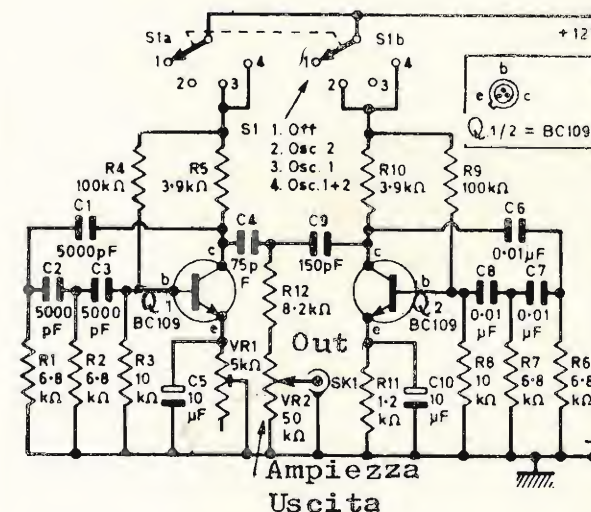 S1a
S1b
+12
1
2
3
4
1
2
3
4
b
e
c
Q 1/2 = BC109
S1
1. Off
2. Osc. 2
3. Osc. 1
4. Osc. 1+2
R4
100kΩ
R5
3·9kΩ
R10
3·9kΩ
R9
100kΩ
C1
5000pF
C4
75p
F
C9
150pF
C6
0·01µF
C2
5000
pF
C3
5000
pF
c
b
e
Q 1
BC109
R12
8·2kΩ
c
b
e
Q 2
BC109
C8
0·01
µF
C7
0·01
µF
R1
6·8
kΩ
R2
6·8
kΩ
R3
10
kΩ
C5
10
µF
VR1
5kΩ
Out
SK1
VR2
50
kΩ
R11
1·2
kΩ
C10
10
µF
R8
10
kΩ
R7
6·8
kΩ
R6
6·8
kΩ
Ampiezza
Uscita